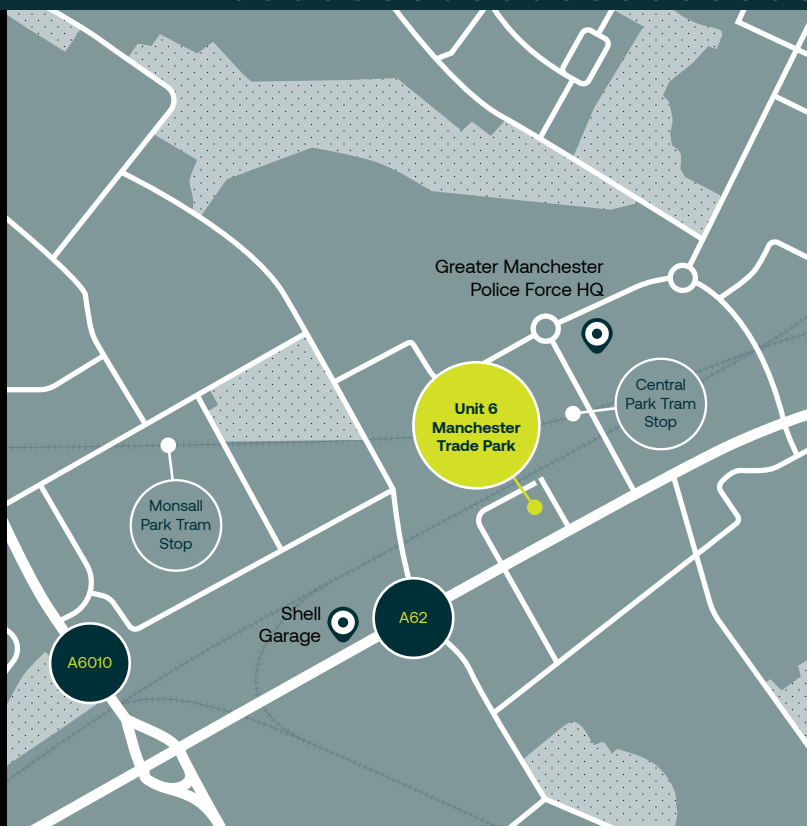 Greater Manchester
Police Force HQ
Unit 6
Manchester
Trade Park
Central
Park Tram
Stop
Monsall
Park Tram
Stop
Shell
Garage
A62
A6010